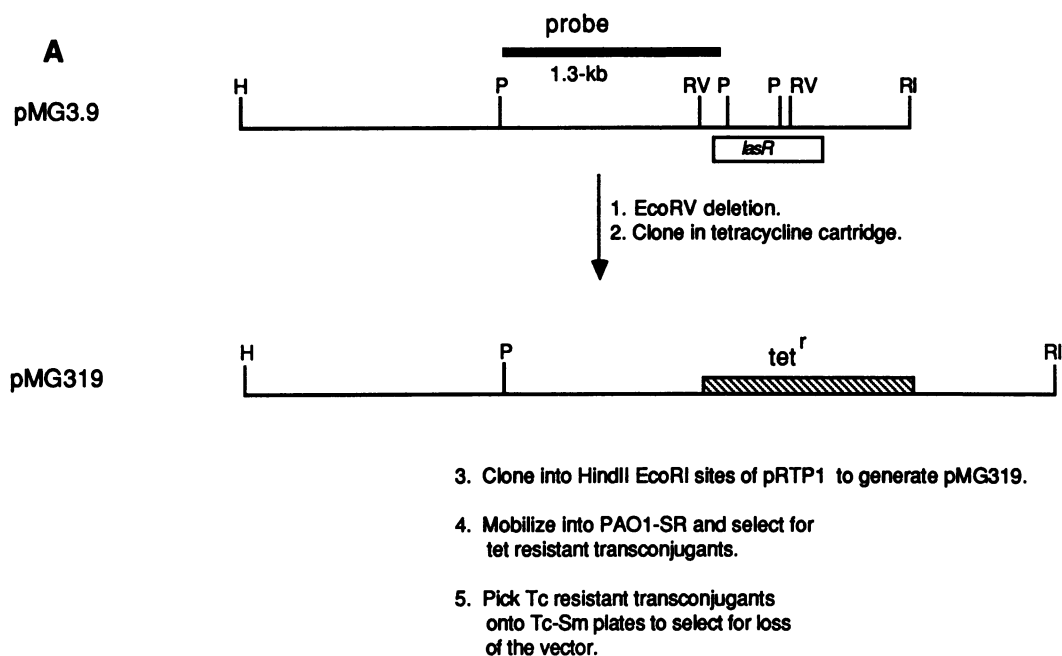 A
probe
1.3-kb
H P RV P P RV RI
pMG3.9
lasR
1. EcoRV deletion.
2. Clone in tetracycline cartridge.
H P tet r RI
pMG319
3. Clone into HindII EcoRI sites of pRTP1 to generate pMG319.
4. Mobilize into PAO1-SR and select for
tet resistant transconjugants.
5. Pick Tc resistant transconjugants
onto Tc-Sm plates to select for loss
of the vector.